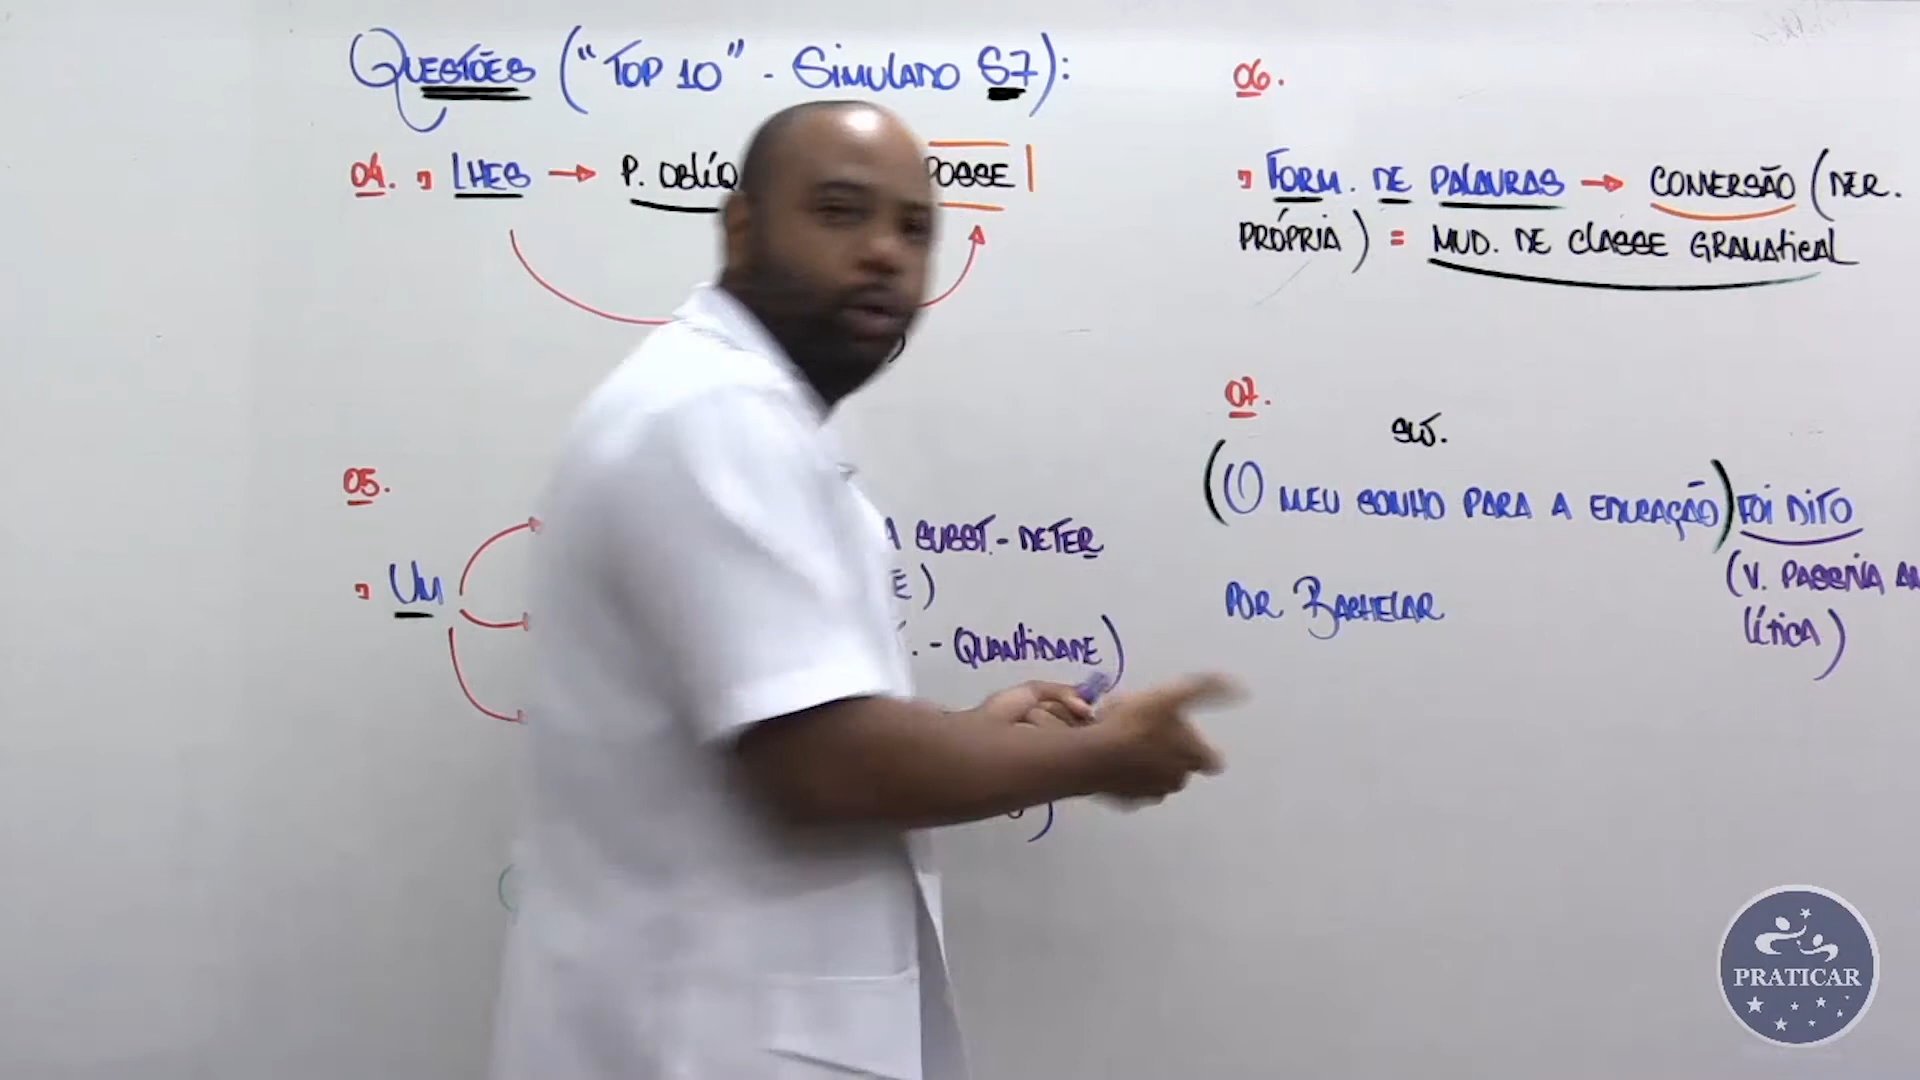 QUESTÕES ("TOP 10" - SIMULADO S7):
04. LHES → P. OBLÍQ POSSE
05.
UM
A SUBST. - DETER
E)
. - QUANTIDADE)
06.
FORM. DE PALAVRAS → CONVERSÃO (DER.
PRÓPRIA) = MUD. DE CLASSE GRAMATICAL
07.
SUJ.
(O MEU SONHO PARA A EDUCAÇÃO) FOI DITO
(V. PASSIVA ANA
POR BACHELAR
LÍTICA)
PRATICAR